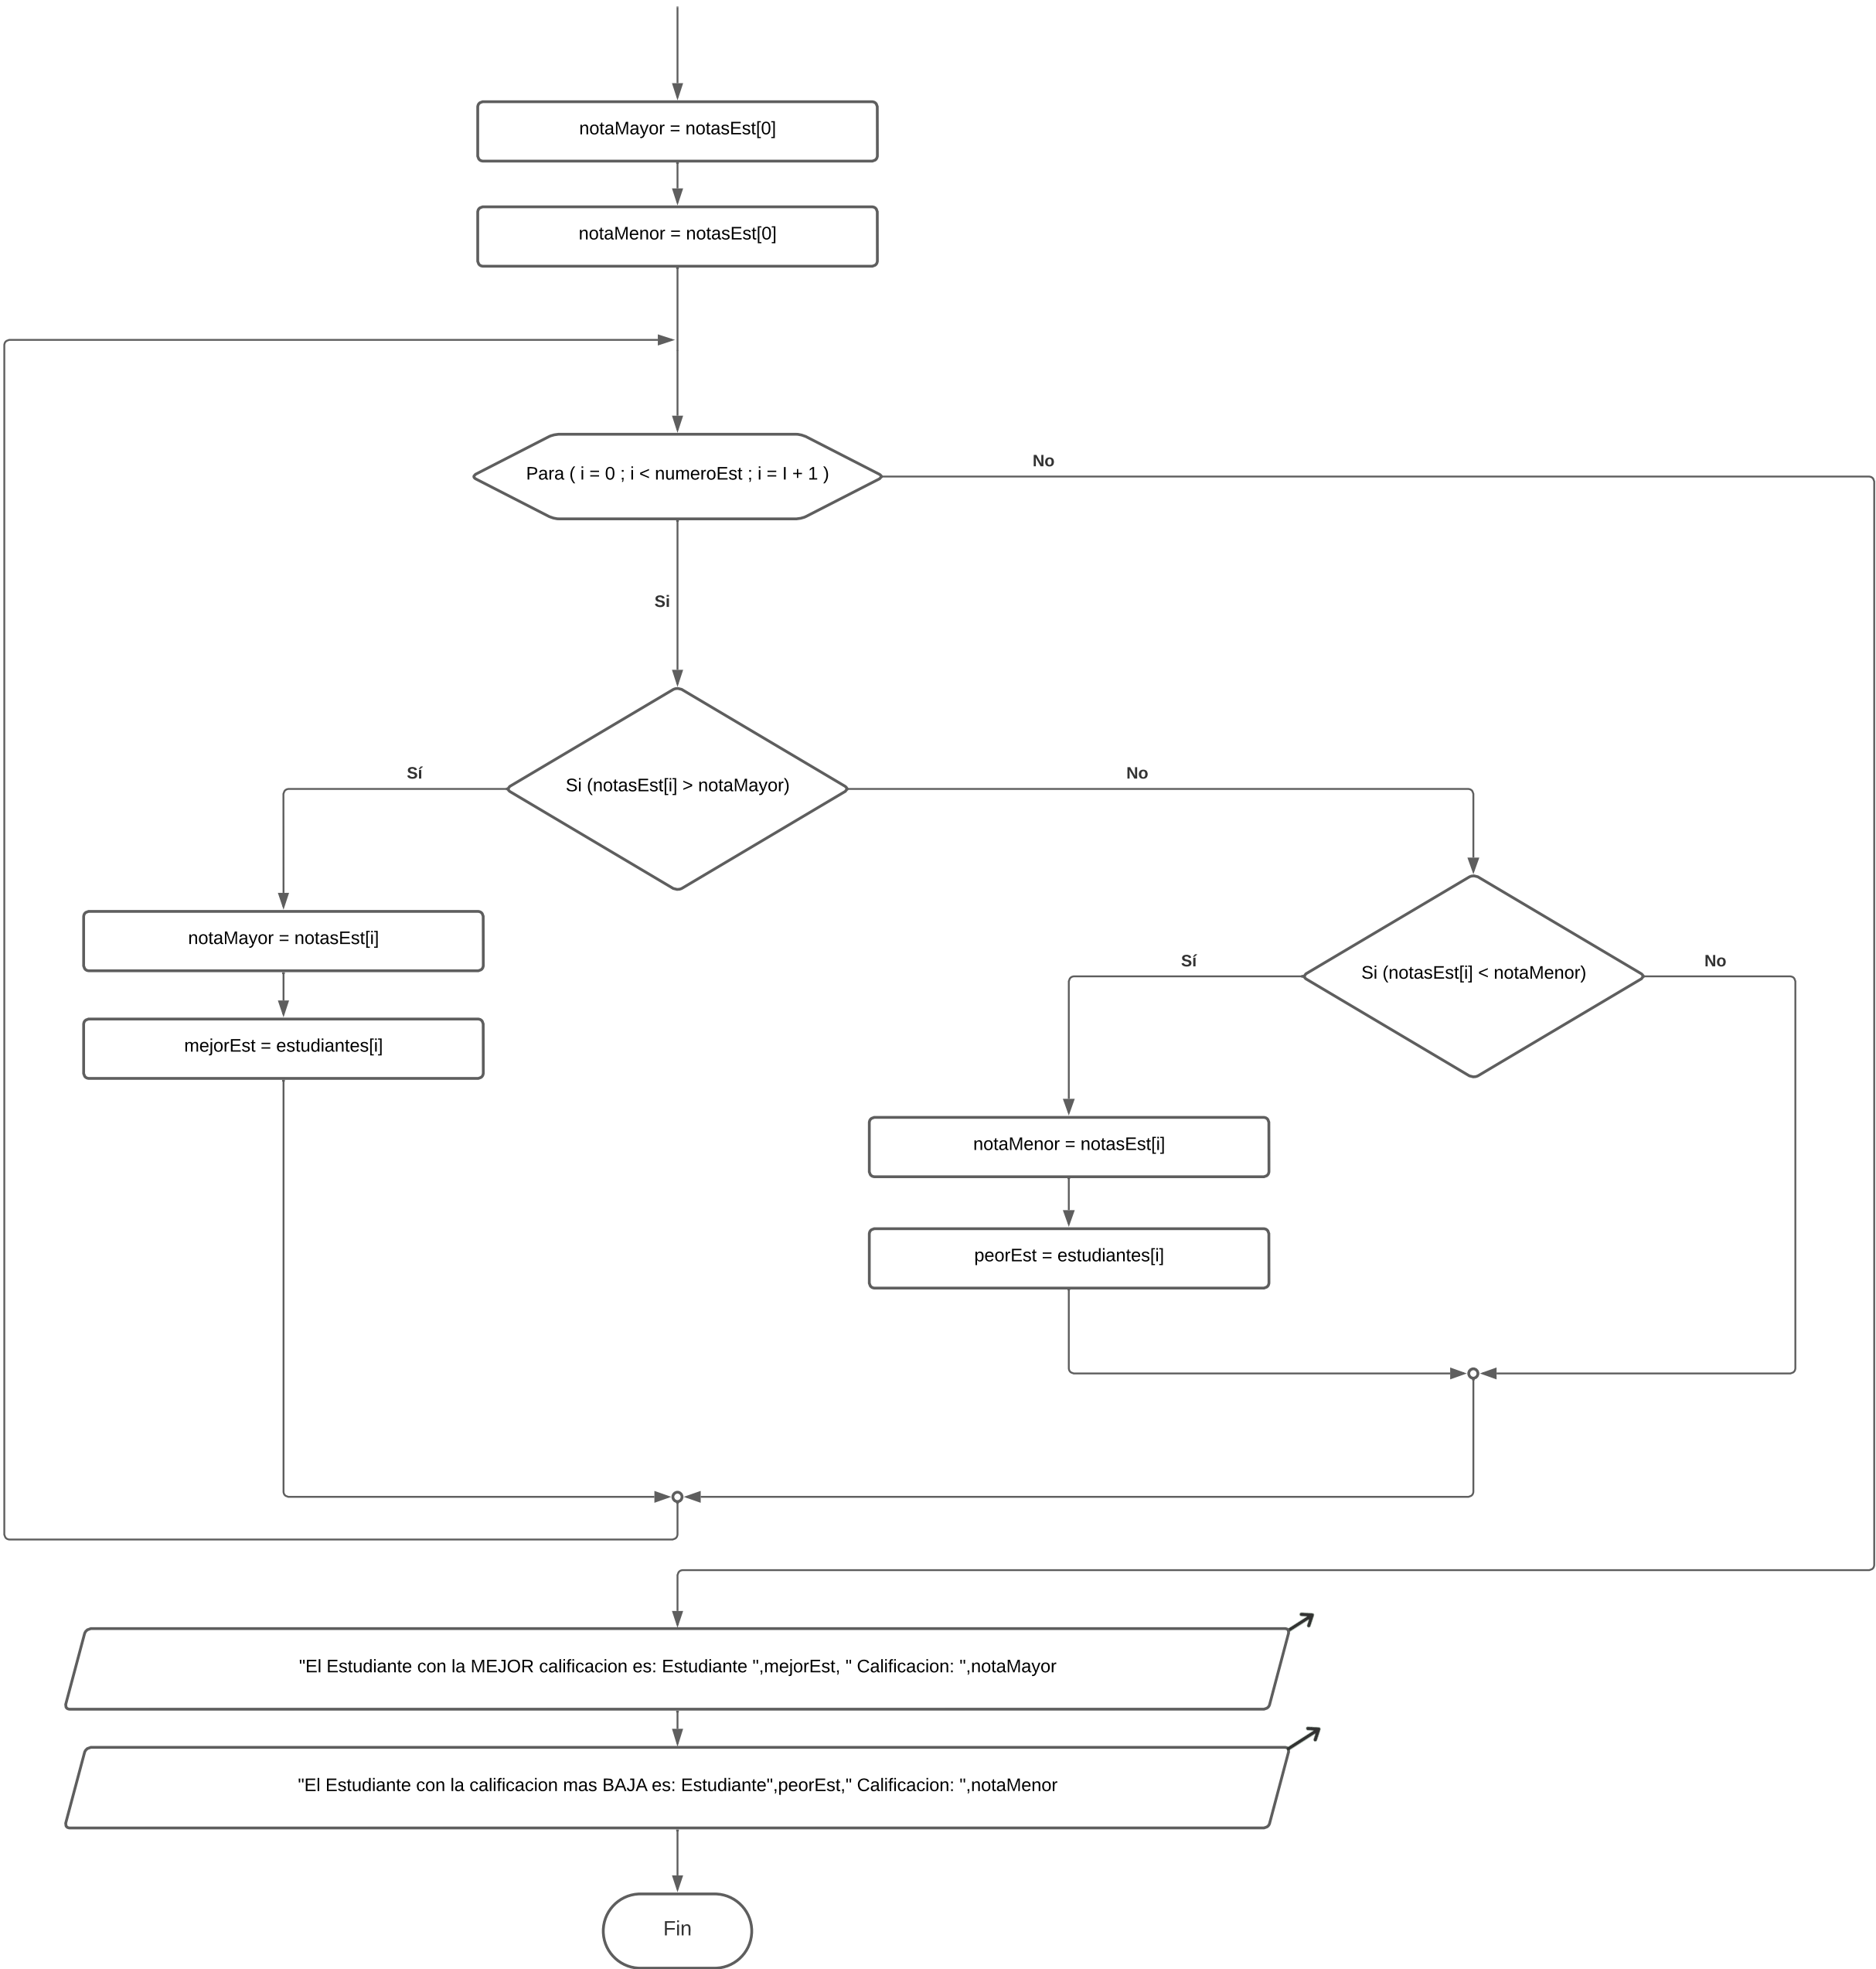 notaMayor = notasEst[0]
notaMenor = notasEst[0]
Para ( i = 0 ; i < numeroEst ; i = I + 1 )
No
Si
Si (notasEst[i] > notaMayor)
Sí
No
notaMayor = notasEst[i]
mejorEst = estudiantes[i]
Si (notasEst[i] < notaMenor)
Sí
No
notaMenor = notasEst[i]
peorEst = estudiantes[i]
"El Estudiante con la MEJOR calificacion es: Estudiante ",mejorEst, " Calificacion: ",notaMayor
"El Estudiante con la calificacion mas BAJA es: Estudiante",peorEst," Calificacion: ",notaMenor
Fin